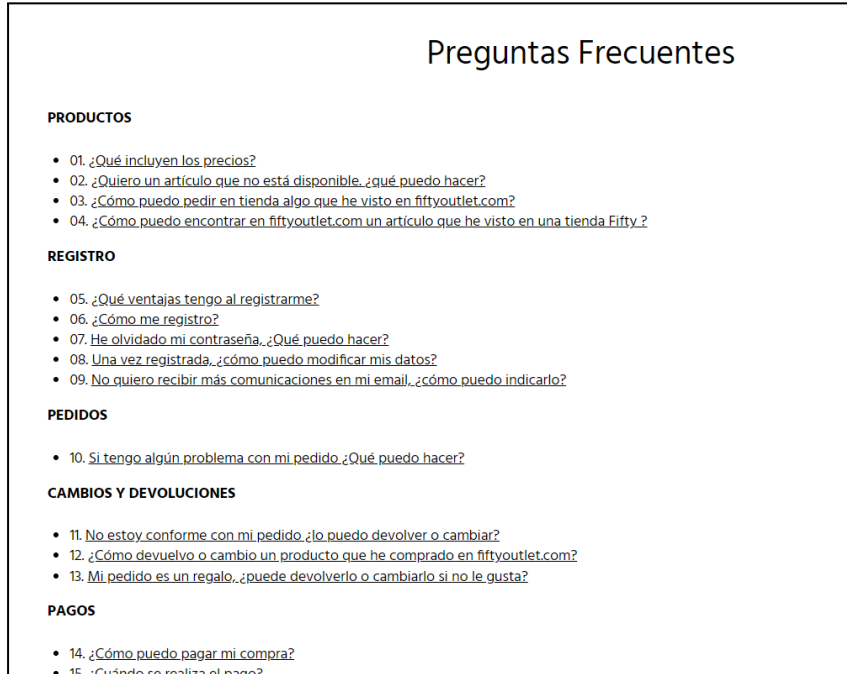 Preguntas Frecuentes
PRODUCTOS
• 01. ¿Qué incluyen los precios?
• 02. ¿Quiero un artículo que no está disponible. ¿qué puedo hacer?
• 03. ¿Cómo puedo pedir en tienda algo que he visto en fiftyoutlet.com?
• 04. ¿Cómo puedo encontrar en fiftyoutlet.com un artículo que he visto en una tienda Fifty ?
REGISTRO
• 05. ¿Qué ventajas tengo al registrarme?
• 06. ¿Cómo me registro?
• 07. He olvidado mi contraseña, ¿Qué puedo hacer?
• 08. Una vez registrada, ¿cómo puedo modificar mis datos?
• 09. No quiero recibir más comunicaciones en mi email, ¿cómo puedo indicarlo?
PEDIDOS
• 10. Si tengo algún problema con mi pedido ¿Qué puedo hacer?
CAMBIOS Y DEVOLUCIONES
• 11. No estoy conforme con mi pedido ¿lo puedo devolver o cambiar?
• 12. ¿Cómo devuelvo o cambio un producto que he comprado en fiftyoutlet.com?
• 13. Mi pedido es un regalo, ¿puede devolverlo o cambiarlo si no le gusta?
PAGOS
• 14. ¿Cómo puedo pagar mi compra?
• 15. ¿Cuándo se realiza el pago?